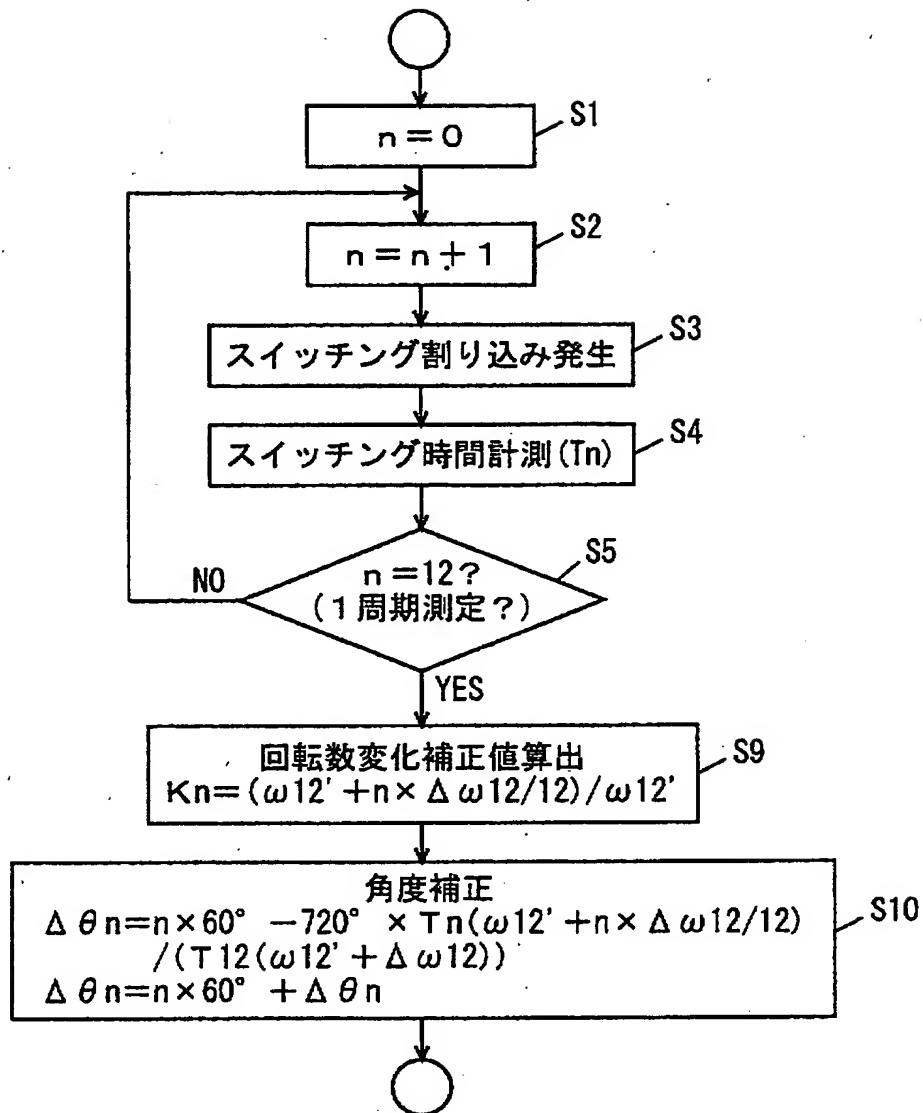 n=0
S1
n=n+1
S2
スイッチング割り込み発生
S3
スイッチング時間計測(Tn)
S4
n=12?
(1周期測定?)
S5
NO
YES
回転数変化補正値算出
Kn=(ω12'+n×Δω12/12)/ω12'
S9
角度補正
Δθn=n×60°-720°×Tn(ω12'+n×Δω12/12)
/(T12(ω12'+Δω12))
Δθn=n×60°+Δθn
S10